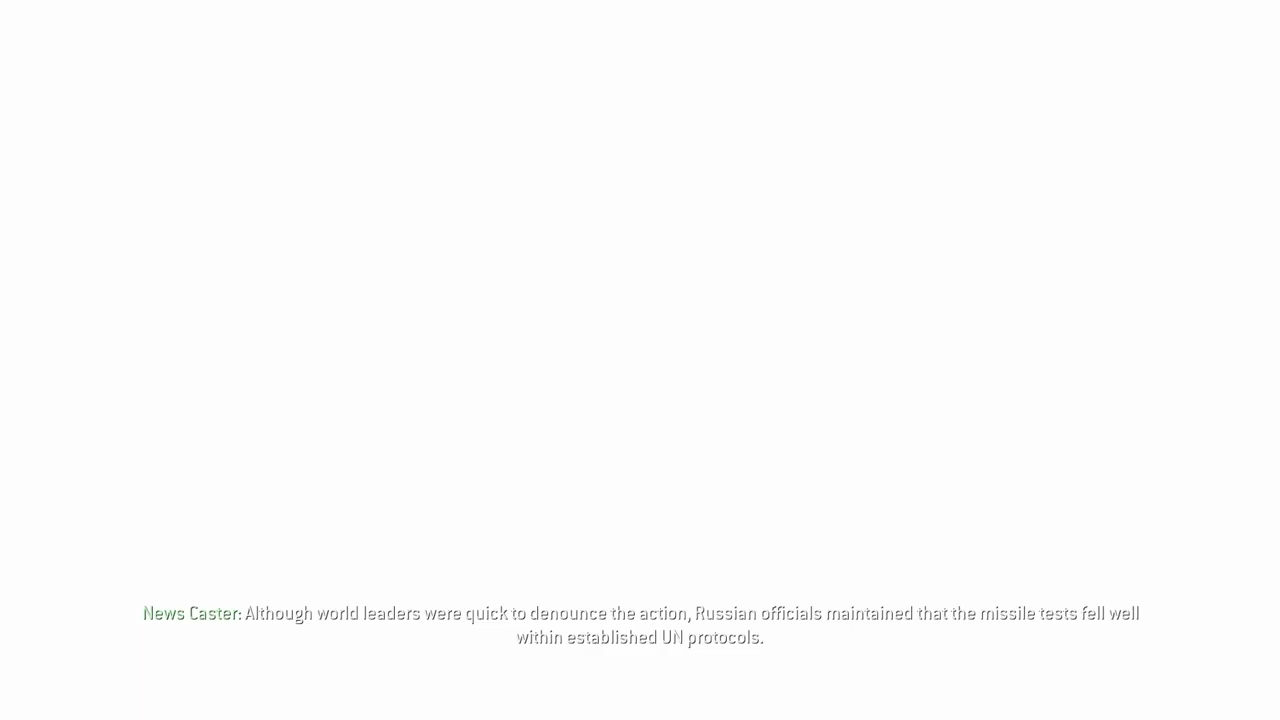 News Caster: Although world leaders were quick to denounce the action, Russian officials maintained that the missile tests fell well
within established UN protocols.